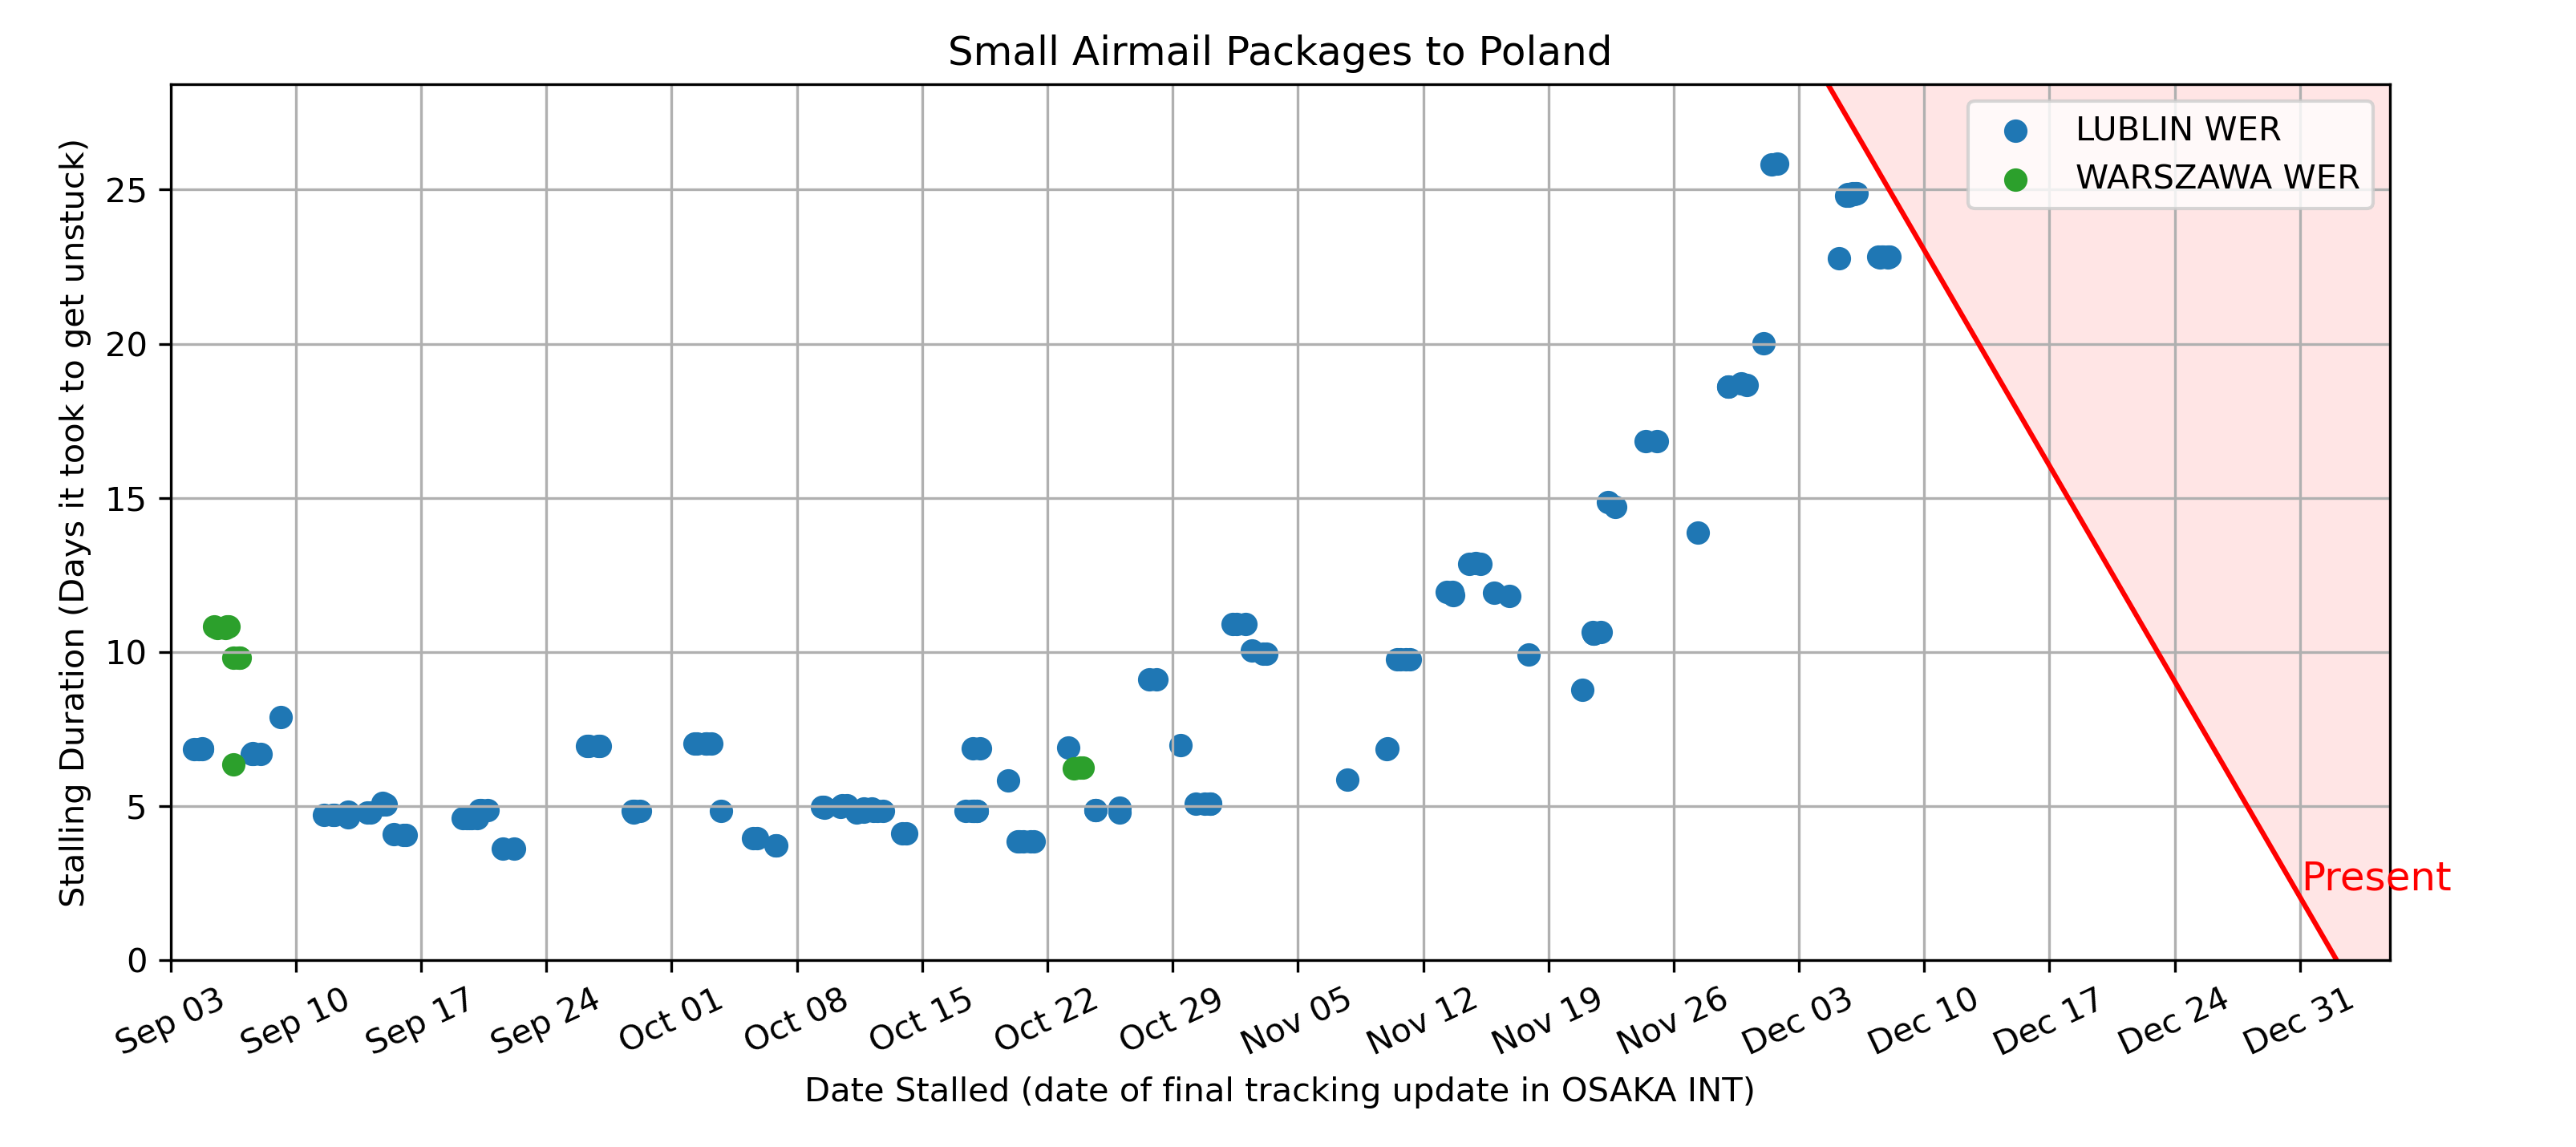 Small Airmail Packages to Poland
LUBLIN WER
WARSZAWA WER
Stalling Duration (Days it took to get unstuck)
25
20
15
10
5
0
Present
Sep 03
Sep 10
Sep 17
Sep 24
Oct 01
Oct 08
Oct 15
Oct 22
Oct 29
Nov 05
Nov 12
Nov 19
Nov 26
Dec 03
Dec 10
Dec 17
Dec 24
Dec 31
Date Stalled (date of final tracking update in OSAKA INT)